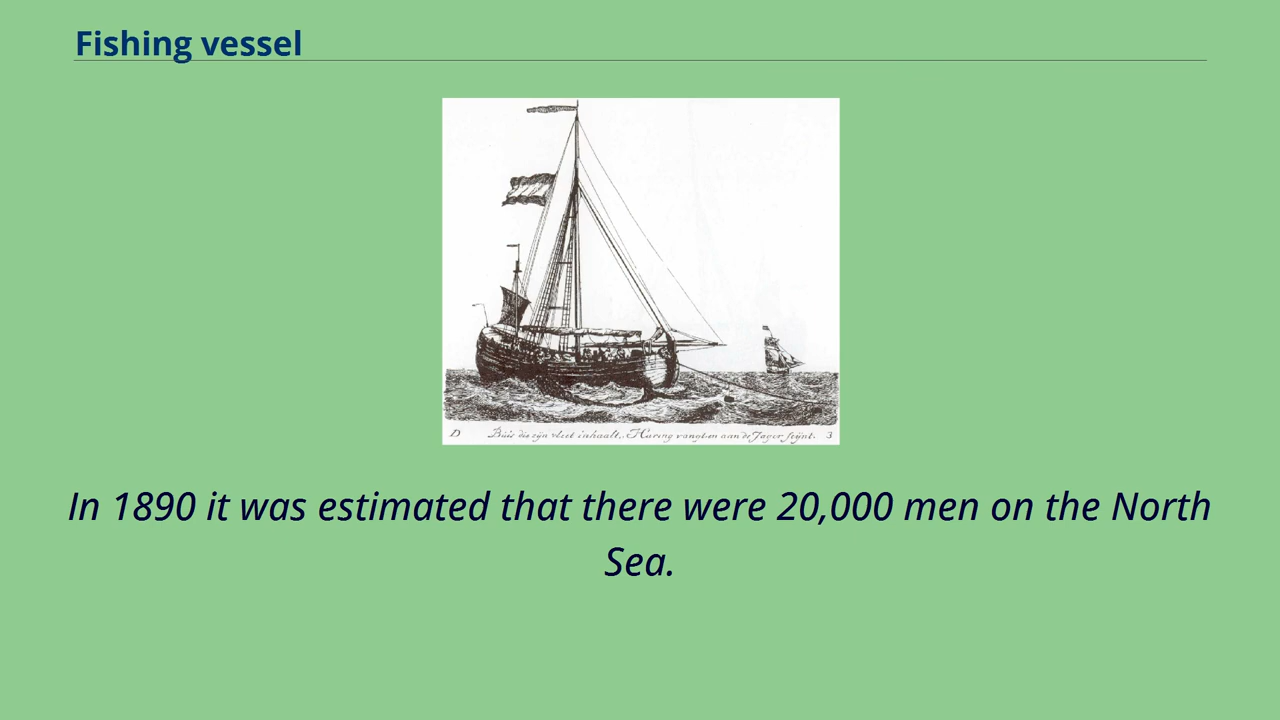 Fishing vessel
D Buis die zyn vleet inhaalt, Haring vangt en aan de Jager seynt. 3
In 1890 it was estimated that there were 20,000 men on the North
Sea.